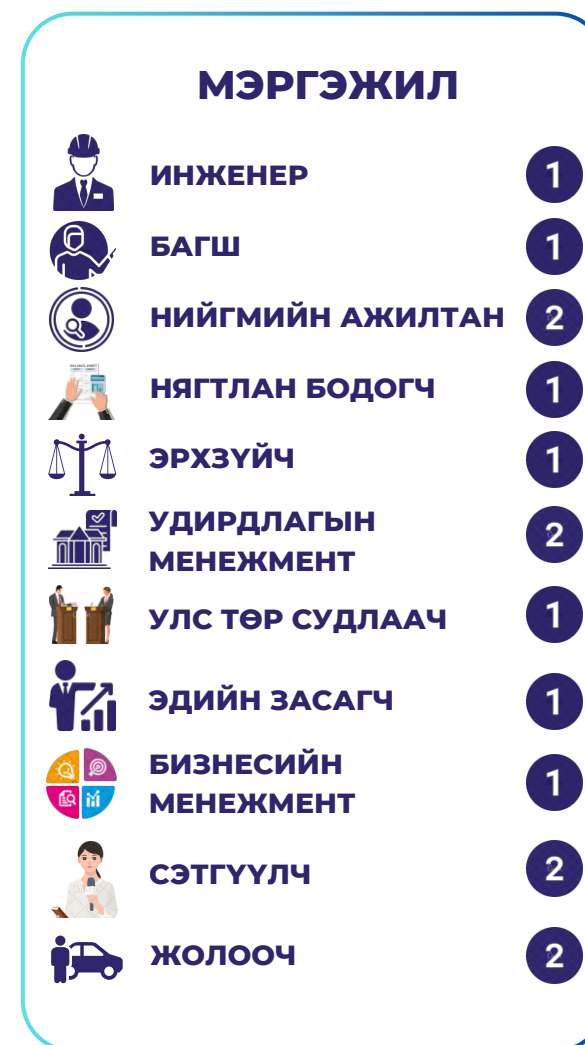 МЭРГЭЖИЛ
ИНЖЕНЕР 1
БАГШ 1
НИЙГМИЙН АЖИЛТАН 2
НЯГТЛАН БОДОГЧ 1
ЭРХЗҮЙЧ 1
УДИРДЛАГЫН
МЕНЕЖМЕНТ 2
УЛС ТӨР СУДЛААЧ 1
ЭДИЙН ЗАСАГЧ 1
БИЗНЕСИЙН
МЕНЕЖМЕНТ 1
СЭТГҮҮЛЧ 2
ЖОЛООЧ 2